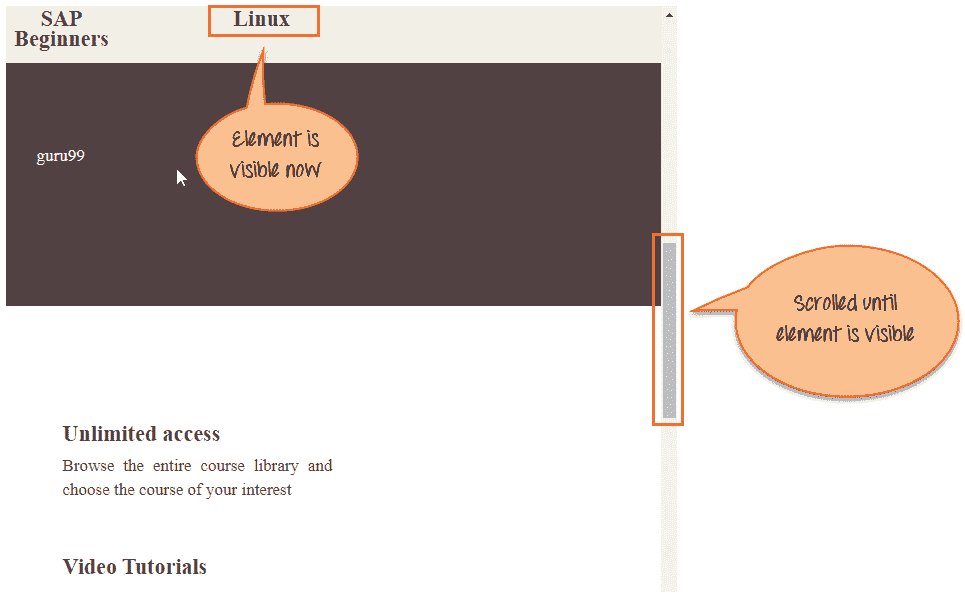 SAP
Beginners
Linux
Element is
visible now
guru99
Scrolled until
element is visible
Unlimited access
Browse the entire course library and
choose the course of your interest
Video Tutorials